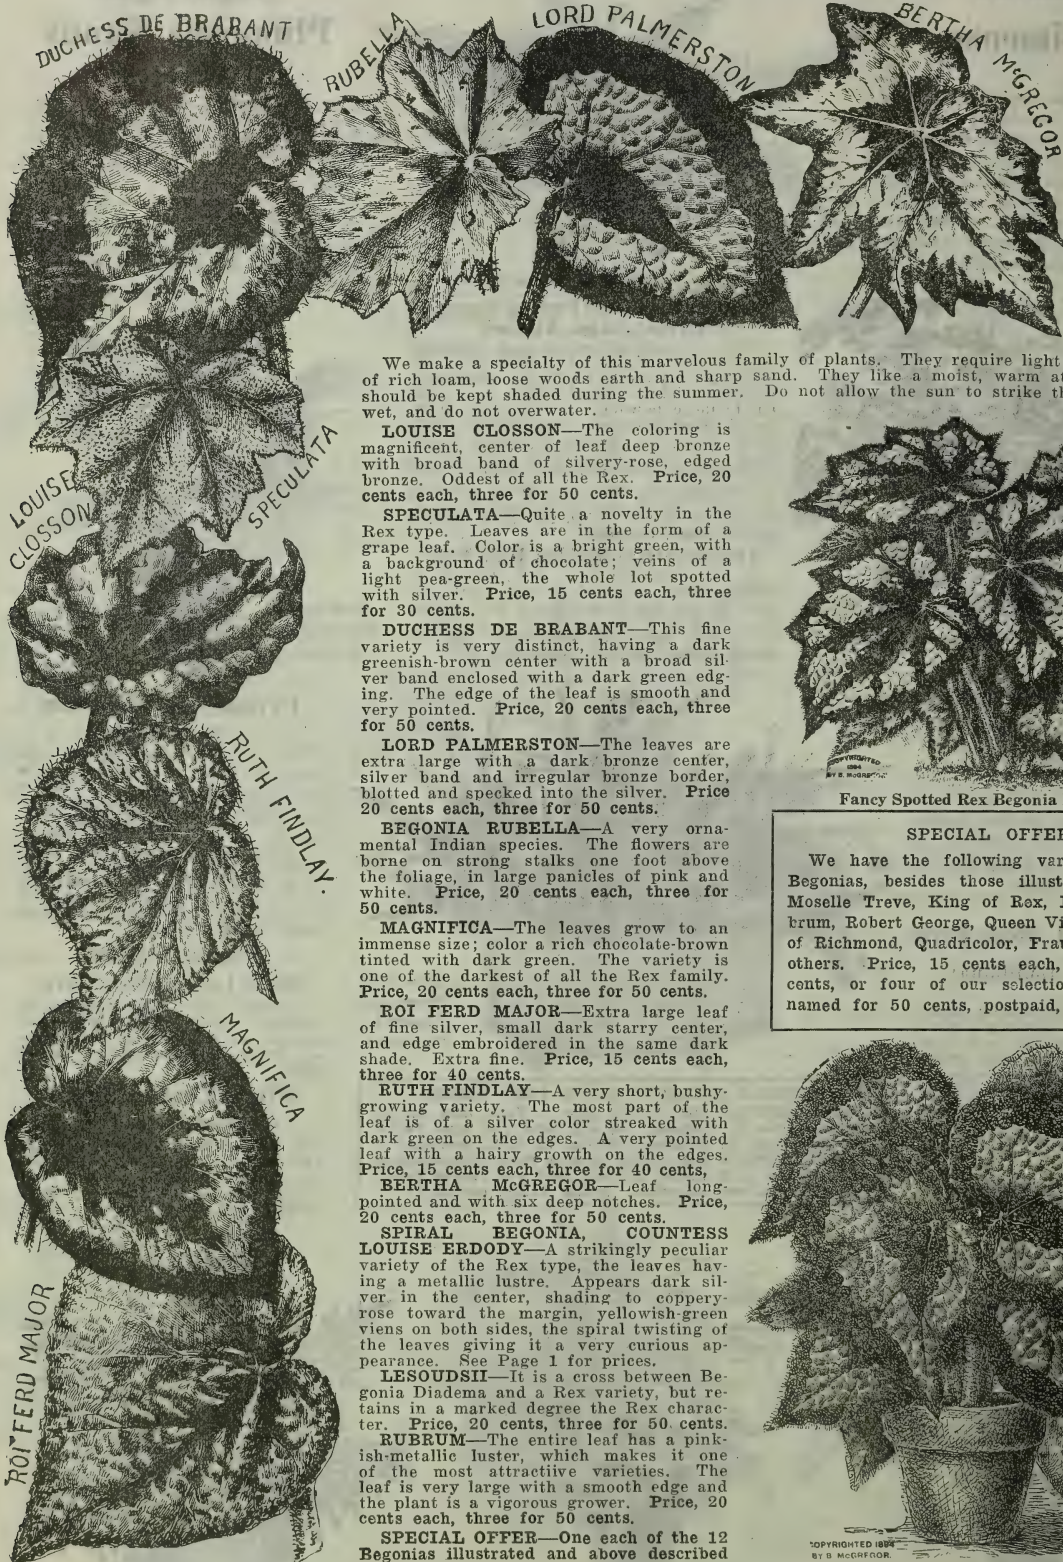 DUCHESS DE BRABANT
RUBELLA
LORD PALMERSTON
BERTHA McGREGOR
We make a specialty of this marvelous family of plants. They require light
of rich loam, loose woods earth and sharp sand. They like a moist, warm
should be kept shaded during the summer. Do not allow the sun to strike
wet, and do not overwater.
LOUISE CLOSSON—The coloring is
magnificent, center of leaf deep bronze
with broad band of silvery-rose, edged
bronze. Oddest of all the Rex. Price, 20
cents each, three for 50 cents.
SPECULATA—Quite a novelty in the
Rex type. Leaves are in the form of a
grape leaf. Color is a bright green, with
a background of chocolate; veins of a
light pea-green, the whole lot spotted
with silver. Price, 15 cents each, three
for 30 cents.
DUCHESS DE BRABANT—This fine
variety is very distinct, having a dark
greenish-brown center with a broad sil-
ver band enclosed with a dark green edg-
ing. The edge of the leaf is smooth and
very pointed. Price, 20 cents each, three
for 50 cents.
LORD PALMERSTON—The leaves are
extra large with a dark bronze center,
silver band and irregular bronze border,
blotted and specked into the silver. Price
20 cents each, three for 50 cents.
BEGONIA RUBELLA—A very orna-
mental Indian species. The flowers are
borne on strong stalks one foot above
the foliage, in large panicles of pink and
white. Price, 20 cents each, three for
50 cents.
MAGNIFICA—The leaves grow to an
immense size; color a rich chocolate-brown
tinted with dark green. The variety is
one of the darkest of all the Rex family.
Price, 20 cents each, three for 50 cents.
ROI FERD MAJOR—Extra large leaf
of fine silver, small dark starry center,
and edge embroidered in the same dark
shade. Extra fine. Price, 15 cents each,
three for 40 cents.
RUTH FINDLAY—A very short, bushy-
growing variety. The most part of the
leaf is of a silver color streaked with
dark green on the edges. A very pointed
leaf with a hairy growth on the edges.
Price, 15 cents each, three for 40 cents,
BERTHA McGREGOR—Leaf long-
pointed and with six deep notches. Price,
20 cents each, three for 50 cents.
SPIRAL BEGONIA, COUNTESS
LOUISE ERDODY—A strikingly peculiar
variety of the Rex type, the leaves hav-
ing a metallic lustre. Appears dark sil-
ver in the center, shading to coppery-
rose toward the margin, yellowish-green
viens on both sides, the spiral twisting of
the leaves giving it a very curious ap-
pearance. See Page 1 for prices.
LESOUDSII—It is a cross between Be-
gonia Diadema and a Rex variety, but re-
tains in a marked degree the Rex charac-
ter. Price, 20 cents, three for 50 cents.
RUBRUM—The entire leaf has a pink-
ish-metallic luster, which makes it one
of the most attractiive varieties. The
leaf is very large with a smooth edge and
the plant is a vigorous grower. Price, 20
cents each, three for 50 cents.
SPECIAL OFFER—One each of the 12
Begonias illustrated and above described
LOUISE CLOSSON
SPECULATA
RUTH FINDLAY.
MAGNIFICA
ROI FERD MAJOR
COPYRIGHTED
1894
BY B. McGREGOR
Fancy Spotted Rex Begonia
SPECIAL OFFER
We have the following
Begonias, besides those
Moselle Treve, King of Rex,
brum, Robert George, Queen
of Richmond, Quadricolor,
others. Price, 15 cents each,
cents, or four of our
named for 50 cents, postpaid,
COPYRIGHTED 1894
BY B. McGREGOR.